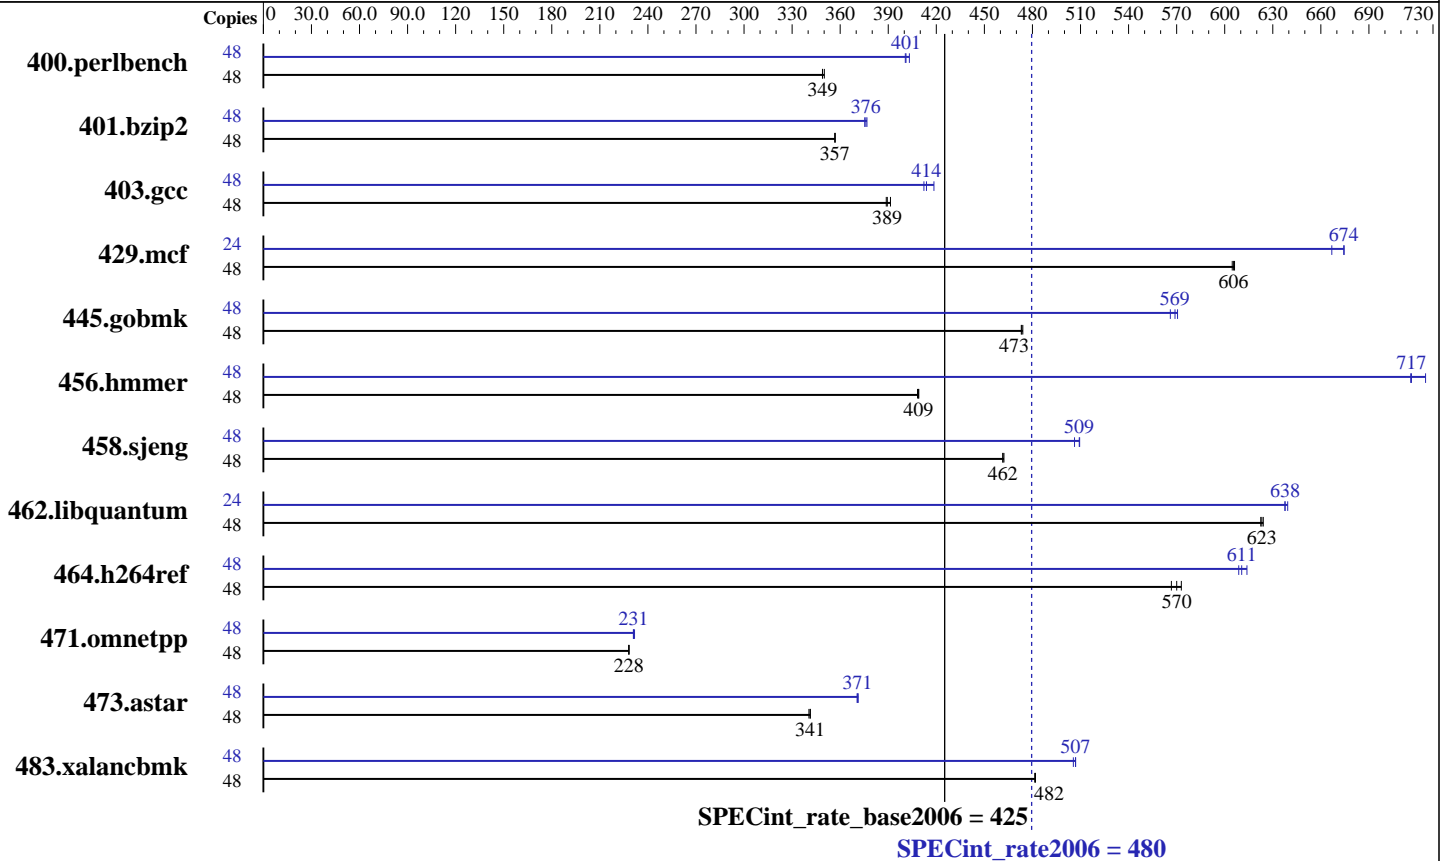 Copies 0 30.0 60.0 90.0 120 150 180 210 240 270 300 330 360 390 420 450 480 510 540 570 600 630 660 690 730
400.perlbench 48 401
48 349
401.bzip2 48 376
48 357
403.gcc 48 414
48 389
429.mcf 24 674
48 606
445.gobmk 48 569
48 473
456.hmmer 48 717
48 409
458.sjeng 48 509
48 462
462.libquantum 24 638
48 623
464.h264ref 48 611
48 570
471.omnetpp 48 231
48 228
473.astar 48 371
48 341
483.xalancbmk 48 507
48 482
SPECint_rate_base2006 = 425
SPECint_rate2006 = 480